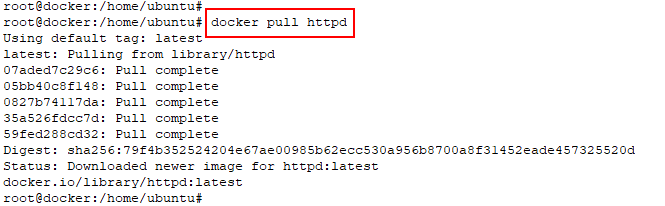 root@docker:/home/ubuntu#
root@docker:/home/ubuntu# docker pull httpd
Using default tag: latest
latest: Pulling from library/httpd
07aded7c29c6: Pull complete
05bb40c8f148: Pull complete
0827b74117da: Pull complete
35a526fdcc7d: Pull complete
59fed288cd32: Pull complete
Digest: sha256:79f4b352524204e67ae00985b62ecc530a956b8700a8f31452eade457325520d
Status: Downloaded newer image for httpd:latest
docker.io/library/httpd:latest
root@docker:/home/ubuntu#